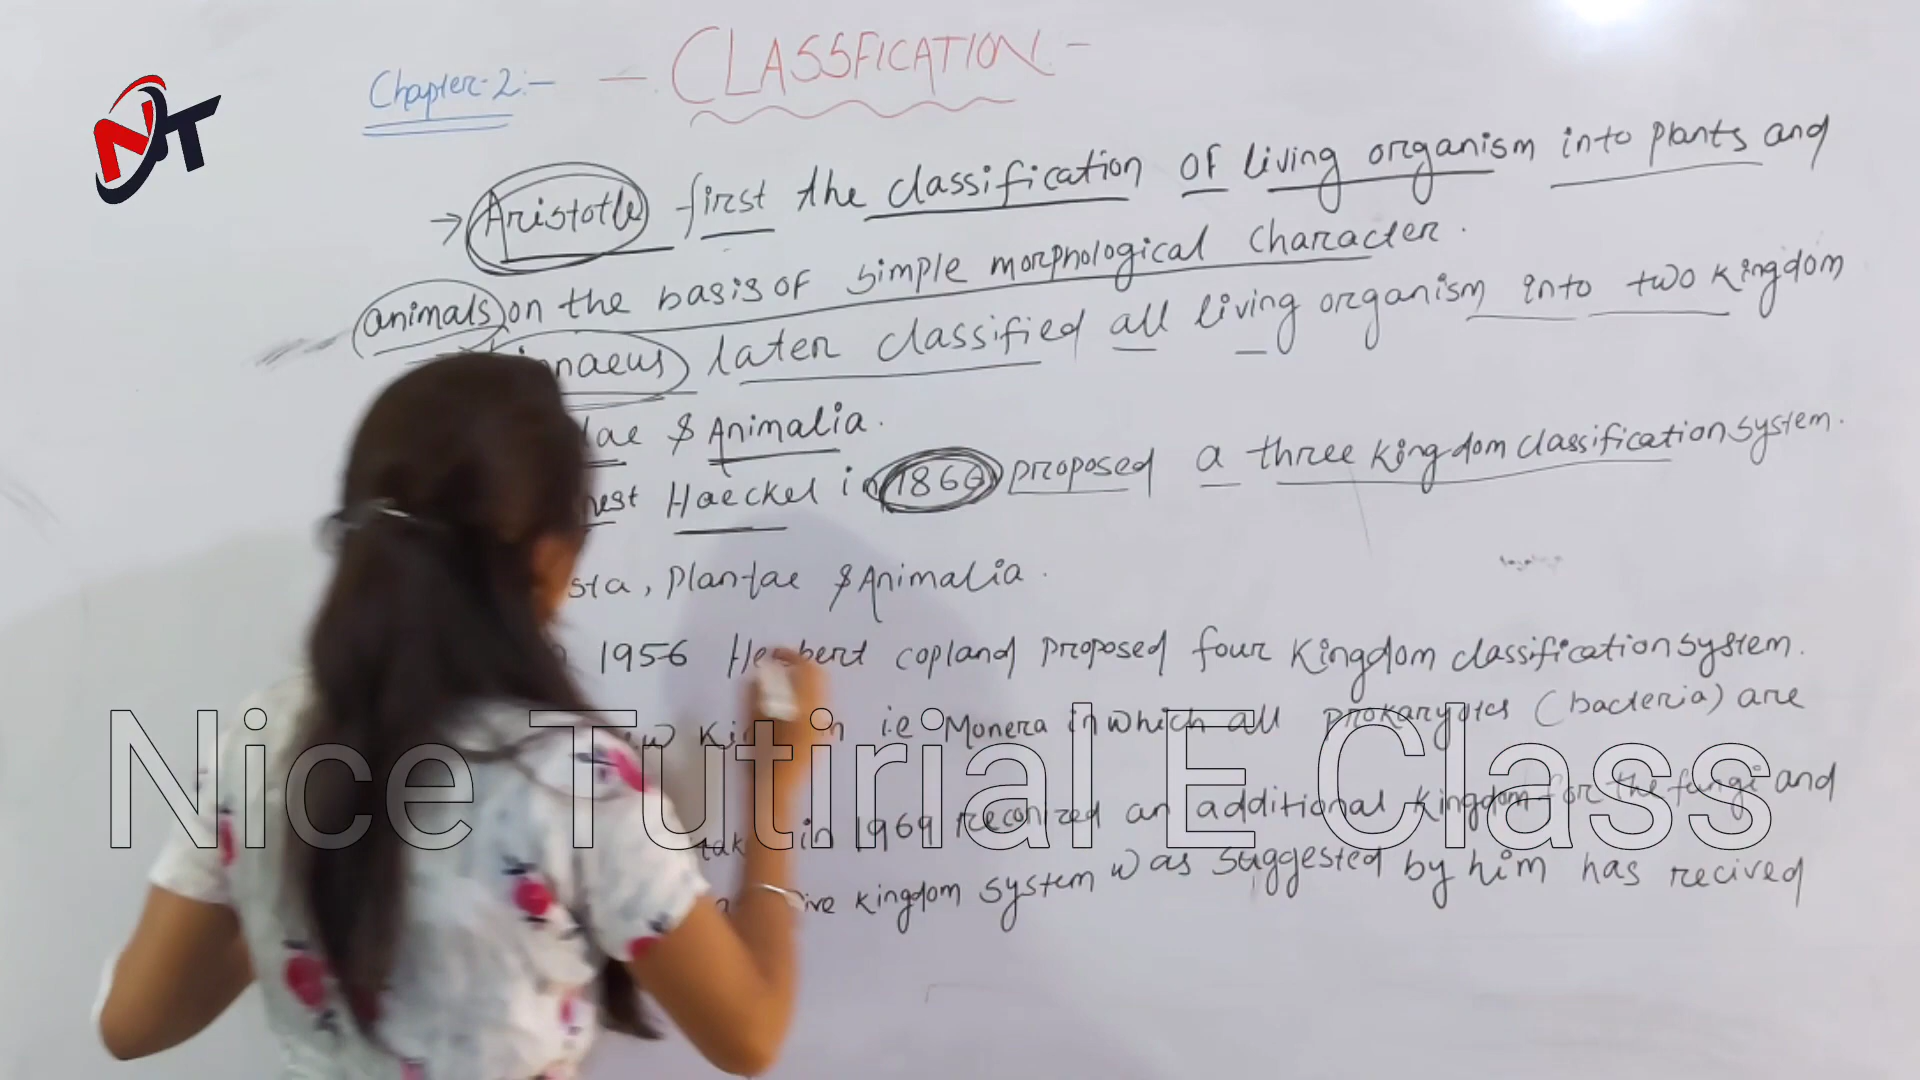 NT
Chapter-2:- — CLASSFICATION:-
→ Aristotle first the classification of living organism into plants and
animals on the basis of simple morphological character.
naeus later classified all living organism into two kingdom
tae & Animalia.
nest Haeckel in 1866 proposed a three kingdom classification system.
sta, Plantae & Animalia.
1956 Herbert copland proposed four kingdom classification system.
i.e Monera in which all prokaryotes (bacteria) are
in 1969 reconized an additional kingdom for the fungi and
kingdom system was suggested by him has recived
Nice Tutirial E Class